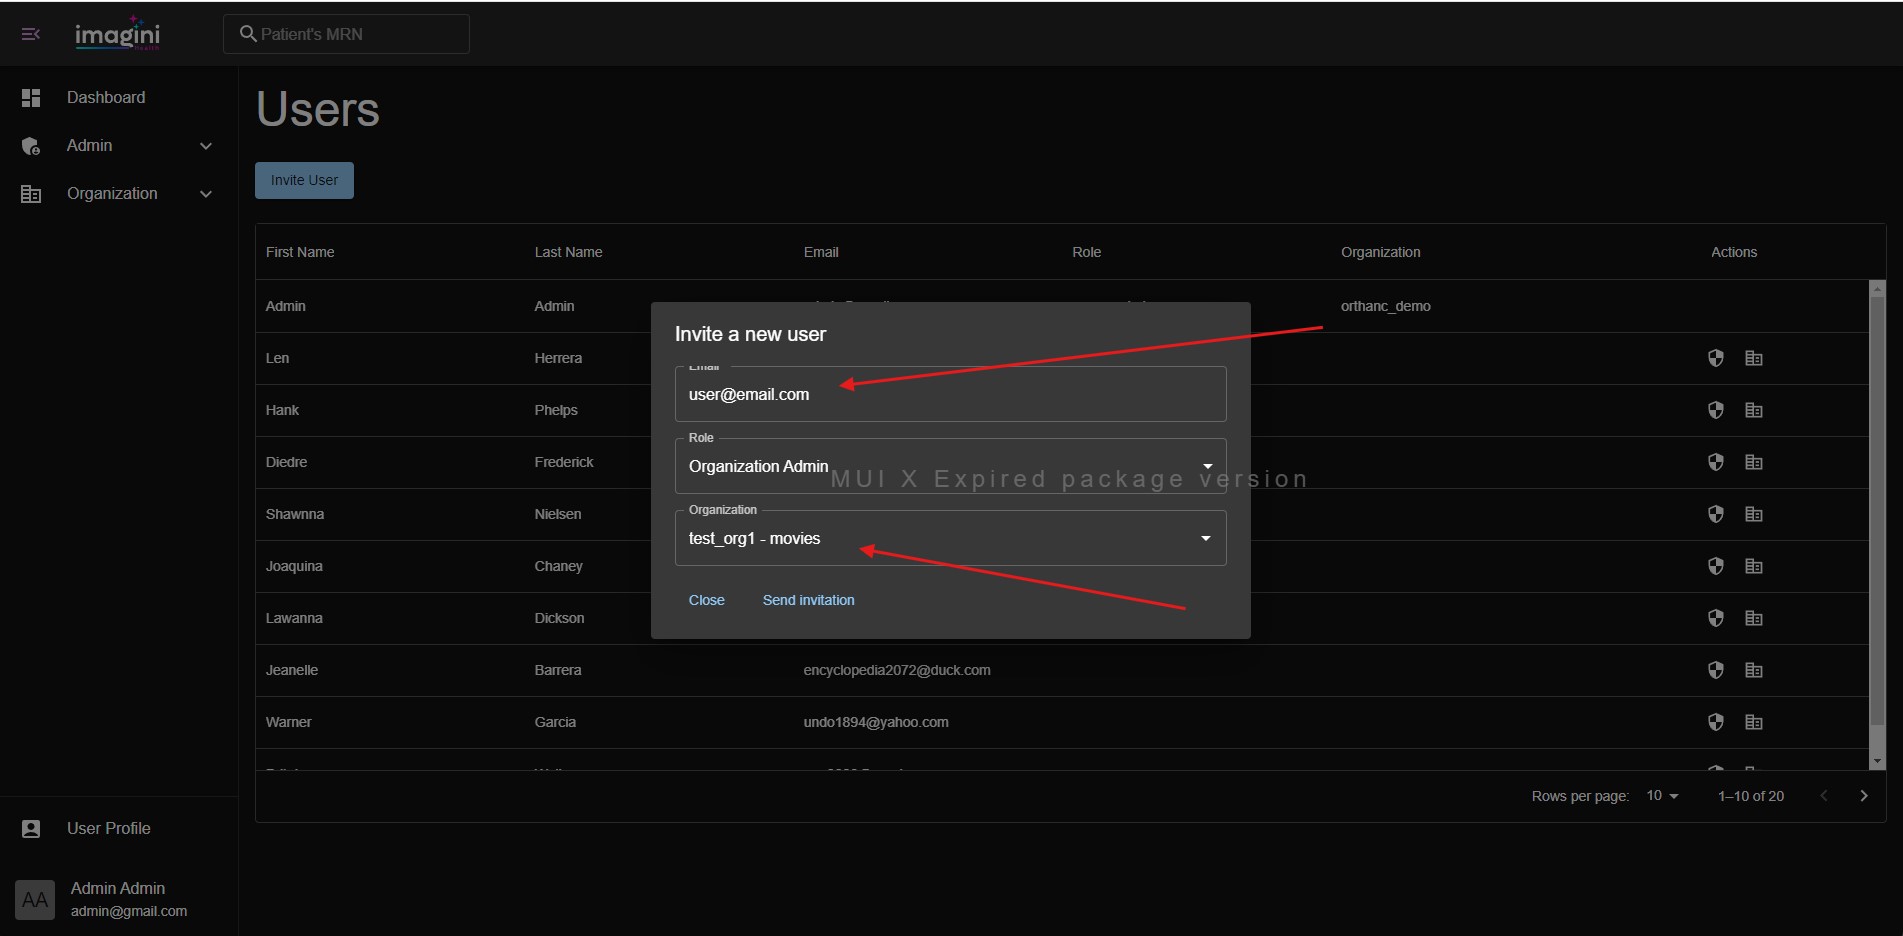 imagini
Health
Patient's MRN
Dashboard
Admin
Organization
Users
Invite User
First Name Last Name Email Role Organization Actions
Admin Admin orthanc_demo
Len Herrera
Hank Phelps
Diedre Frederick
Shawnna Nielsen
Joaquina Chaney
Lawanna Dickson
Jeanelle Barrera encyclopedia2072@duck.com
Warner Garcia undo1894@yahoo.com
Invite a new user
Email
user@email.com
Role
Organization Admin
MUI X Expired package version
Organization
test_org1 - movies
Close Send invitation
Rows per page: 10 1–10 of 20
User Profile
AA
Admin Admin
admin@gmail.com